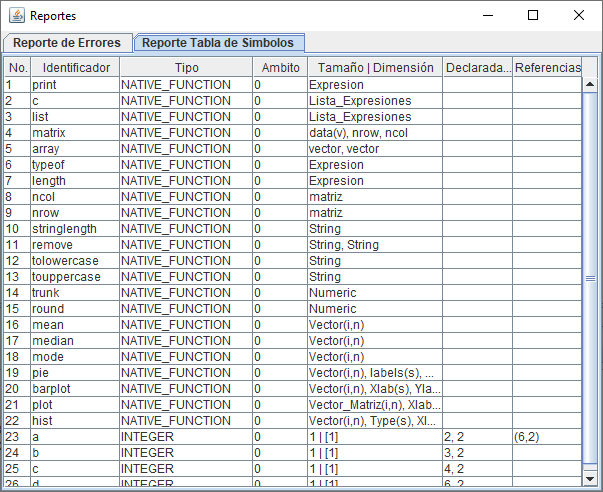 Reportes
Reporte de Errores Reporte Tabla de Simbolos
No. Identificador Tipo Ambito Tamaño | Dimensión Declarada... Referencias
1 print NATIVE_FUNCTION 0 Expresion
2 c NATIVE_FUNCTION 0 Lista_Expresiones
3 list NATIVE_FUNCTION 0 Lista_Expresiones
4 matrix NATIVE_FUNCTION 0 data(v), nrow, ncol
5 array NATIVE_FUNCTION 0 vector, vector
6 typeof NATIVE_FUNCTION 0 Expresion
7 length NATIVE_FUNCTION 0 Expresion
8 ncol NATIVE_FUNCTION 0 matriz
9 nrow NATIVE_FUNCTION 0 matriz
10 stringlength NATIVE_FUNCTION 0 String
11 remove NATIVE_FUNCTION 0 String, String
12 tolowercase NATIVE_FUNCTION 0 String
13 touppercase NATIVE_FUNCTION 0 String
14 trunk NATIVE_FUNCTION 0 Numeric
15 round NATIVE_FUNCTION 0 Numeric
16 mean NATIVE_FUNCTION 0 Vector(i,n)
17 median NATIVE_FUNCTION 0 Vector(i,n)
18 mode NATIVE_FUNCTION 0 Vector(i,n)
19 pie NATIVE_FUNCTION 0 Vector(i,n), labels(s), ...
20 barplot NATIVE_FUNCTION 0 Vector(i,n), Xlab(s), Yla...
21 plot NATIVE_FUNCTION 0 Vector_Matriz(i,n), Xlab...
22 hist NATIVE_FUNCTION 0 Vector(i,n), Type(s), Xl...
23 a INTEGER 0 1 | [1] 2, 2 (6,2)
24 b INTEGER 0 1 | [1] 3, 2
25 c INTEGER 0 1 | [1] 4, 2
26 d INTEGER 0 1 | [1] 6, 2